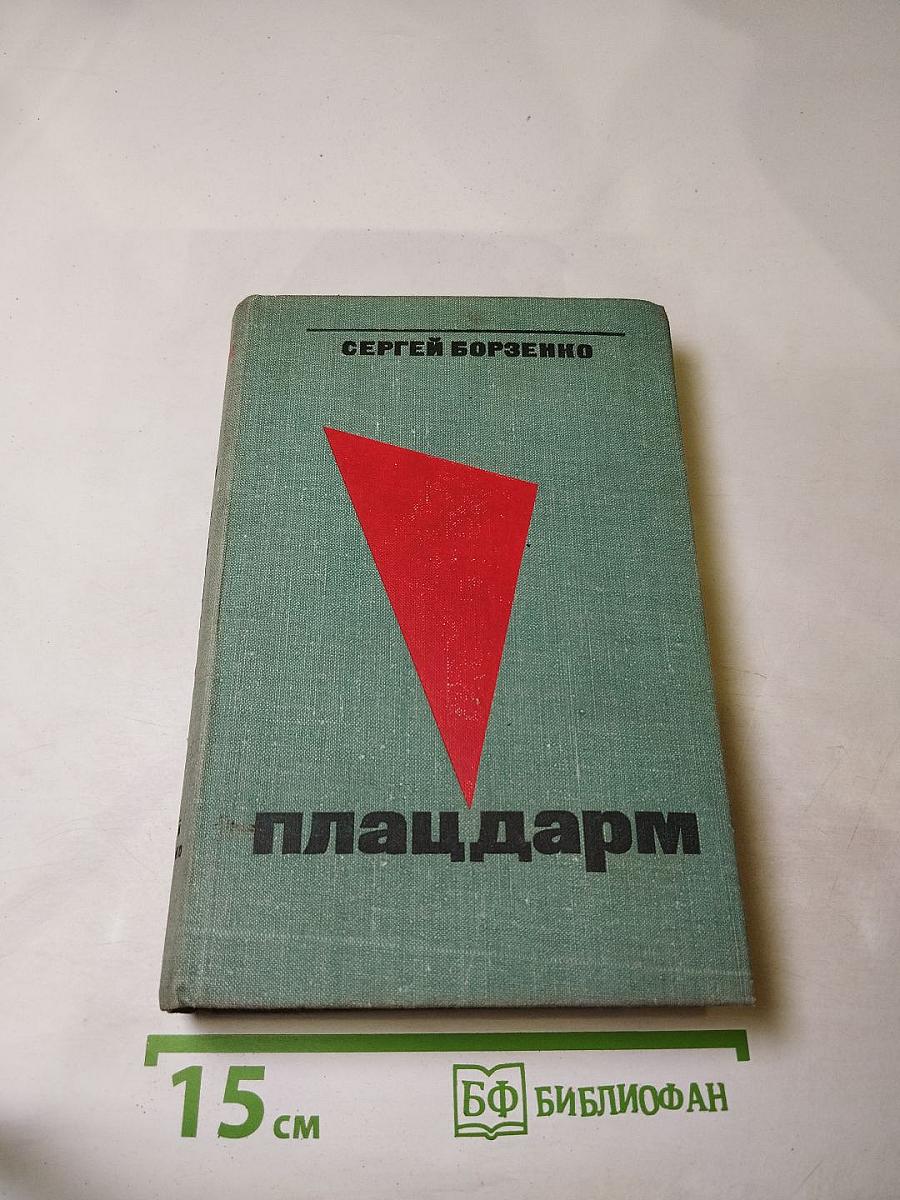 СЕРГЕЙ БОРЗЕНКО
плацдарм
15 см
БФ БИБЛИОФАН